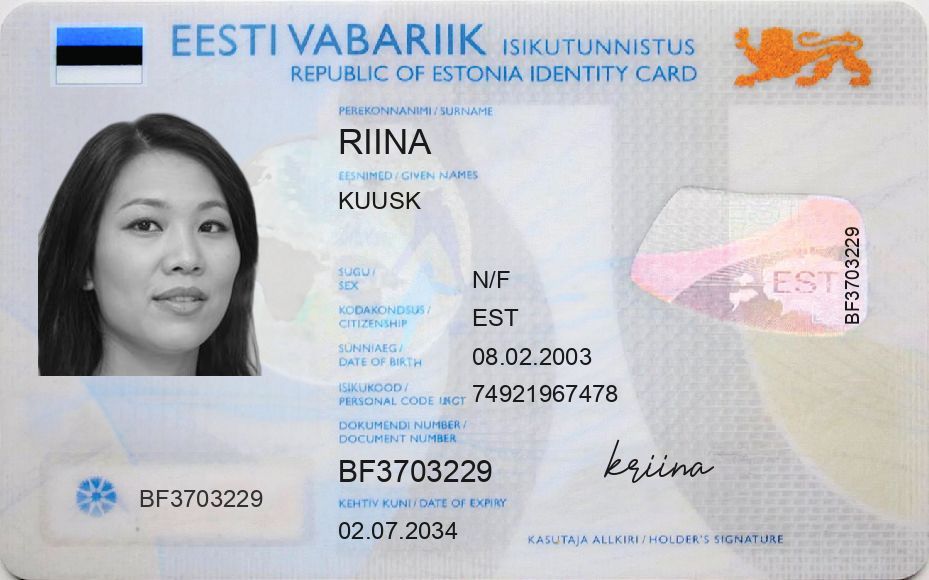 EESTI VABARIIK ISIKUTUNNISTUS
REPUBLIC OF ESTONIA IDENTITY CARD
PEREKONNANIMI / SURNAME
RIINA
EESNIMED / GIVEN NAMES
KUUSK
SUGU /
SEX
N/F
KODAKONDSUS /
CITIZENSHIP
EST
SÜNNIAEG /
DATE OF BIRTH
08.02.2003
ISIKUKOOD /
PERSONAL CODE
74921967478
DOKUMENDI NUMBER /
DOCUMENT NUMBER
BF3703229
KEHTIV KUNI / DATE OF EXPIRY
02.07.2034
BF3703229
EST
BF3703229
kriina
KASUTAJA ALLKIRI / HOLDER'S SIGNATURE